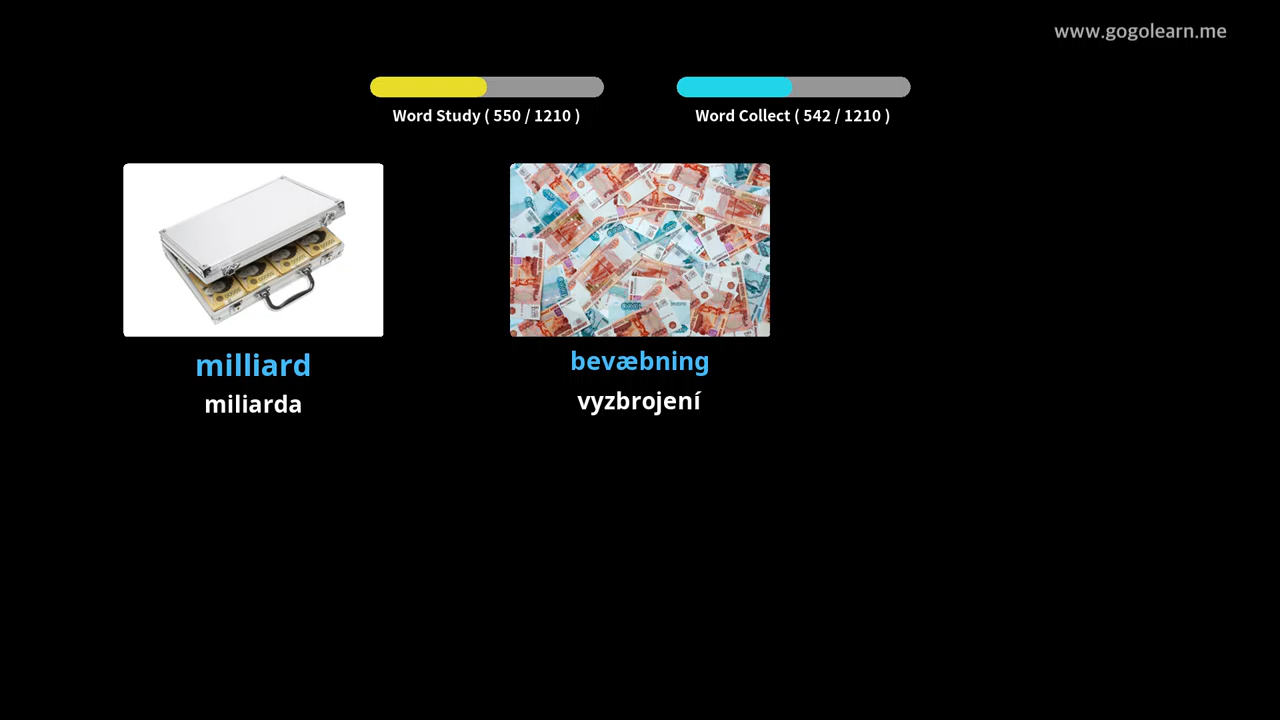 www.gogolearn.me
Word Study ( 550 / 1210 )
Word Collect ( 542 / 1210 )
milliard
miliarda
bevæbning
vyzbrojení